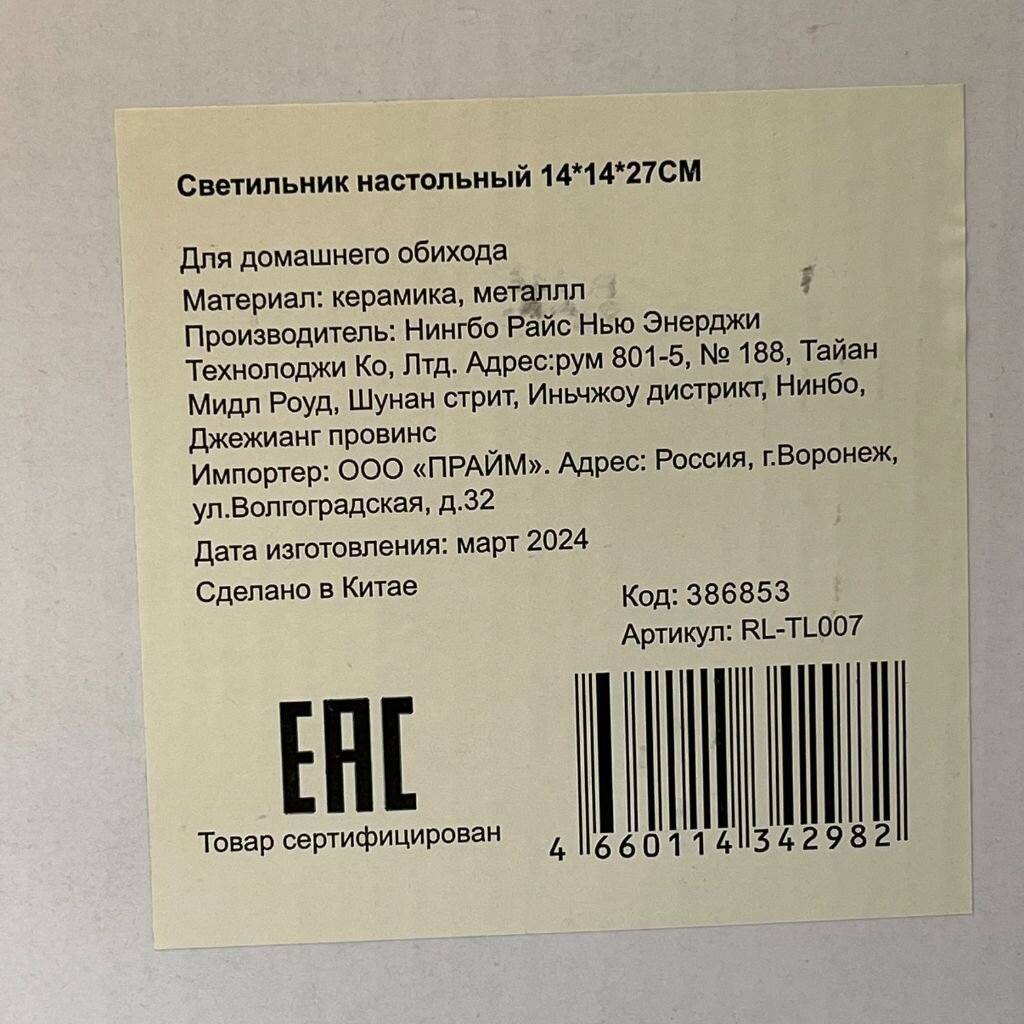 Светильник настольный 14*14*27СМ
Для домашнего обихода
Материал: керамика, металлл
Производитель: Нингбо Райс Нью Энерджи
Технолоджи Ко, Лтд. Адрес:рум 801-5, № 188, Тайан
Мидл Роуд, Шунан стрит, Иньчжоу дистрикт, Нинбо,
Джежианг провинс
Импортер: ООО «ПРАЙМ». Адрес: Россия, г.Воронеж,
ул.Волгоградская, д.32
Дата изготовления: март 2024
Сделано в Китае
Код: 386853
Артикул: RL-TL007
EAC
Товар сертифицирован
4 660114 342982